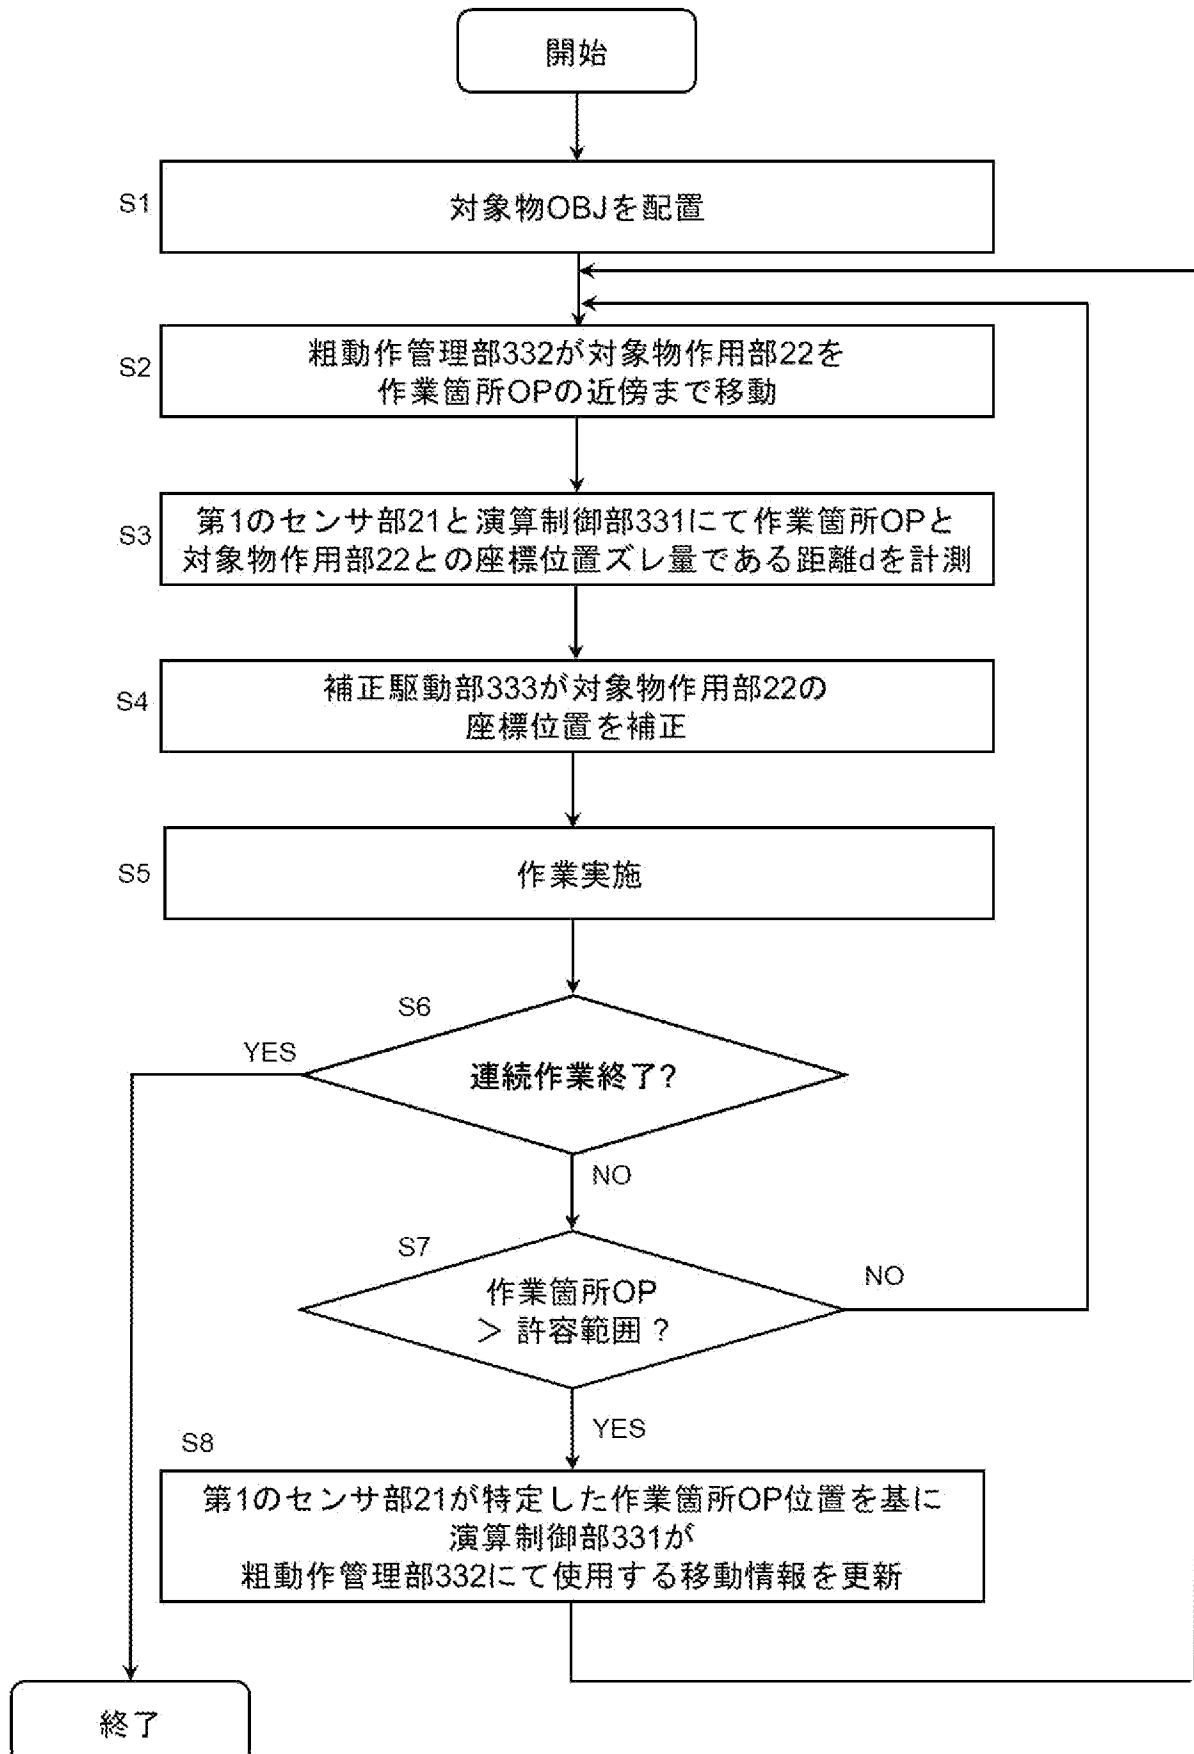 開始
S1
対象物OBJを配置
S2
粗動作管理部332が対象物作用部22を
作業箇所OPの近傍まで移動
S3
第1のセンサ部21と演算制御部331にて作業箇所OPと
対象物作用部22との座標位置ズレ量である距離dを計測
S4
補正駆動部333が対象物作用部22の
座標位置を補正
S5
作業実施
S6
YES
連続作業終了?
NO
S7
作業箇所OP
＞ 許容範囲 ?
NO
YES
S8
第1のセンサ部21が特定した作業箇所OP位置を基に
演算制御部331が
粗動作管理部332にて使用する移動情報を更新
終了